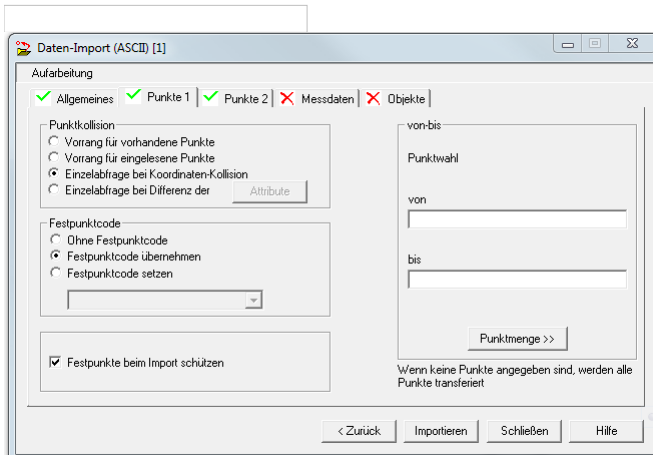 Daten-Import (ASCII) [1]
Aufarbeitung
Allgemeines Punkte 1 Punkte 2 Messdaten Objekte
Punktkollision
Vorrang für vorhandene Punkte
Vorrang für eingelesene Punkte
Einzelabfrage bei Koordinaten-Kollision
Einzelabfrage bei Differenz der Attribute
Festpunktcode
Ohne Festpunktcode
Festpunktcode übernehmen
Festpunktcode setzen
Festpunkte beim Import schützen
von-bis
Punktwahl
von
bis
Punktmenge >>
Wenn keine Punkte angegeben sind, werden alle
Punkte transferiert
< Zurück Importieren Schließen Hilfe